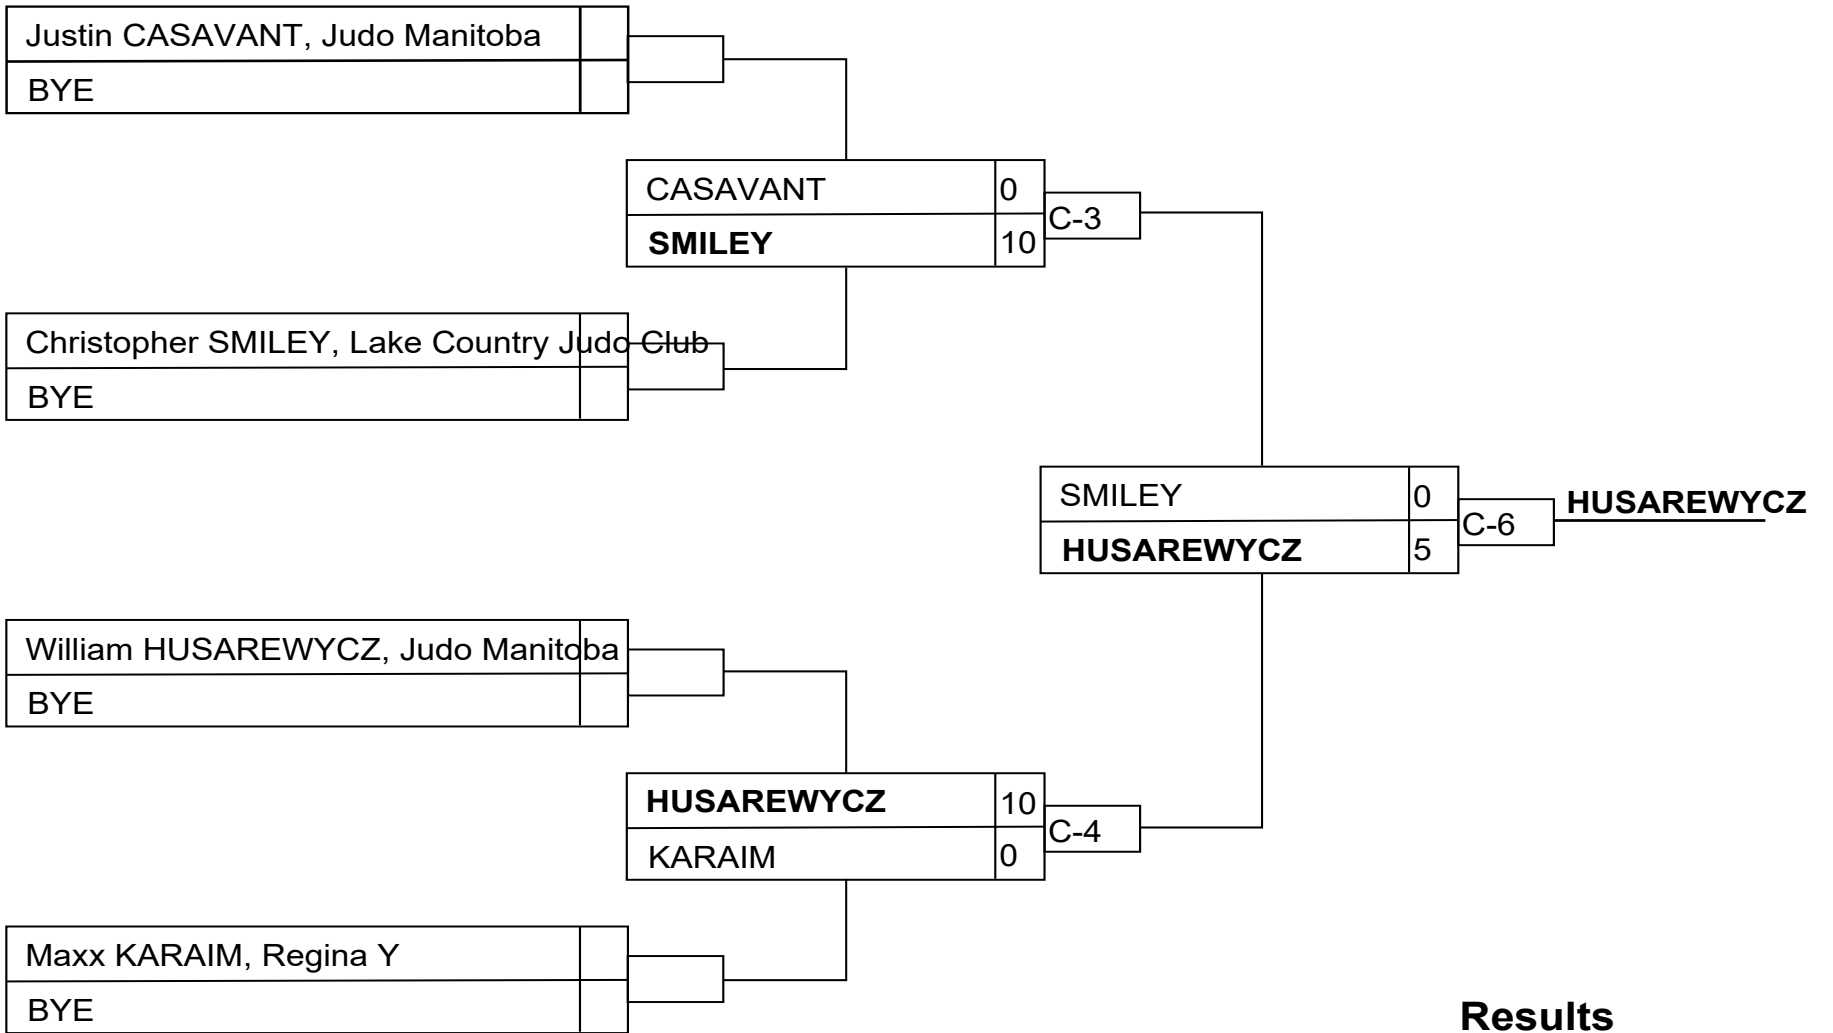 Justin CASAVANT, Judo Manitoba
BYE
CASAVANT 0
SMILEY 10
C-3
Christopher SMILEY, Lake Country Judo Club
BYE
SMILEY 0
HUSAREWYCZ 5
C-6
HUSAREWYCZ
William HUSAREWYCZ, Judo Manitoba
BYE
HUSAREWYCZ 10
KARAIM 0
C-4
Maxx KARAIM, Regina Y
BYE
Results